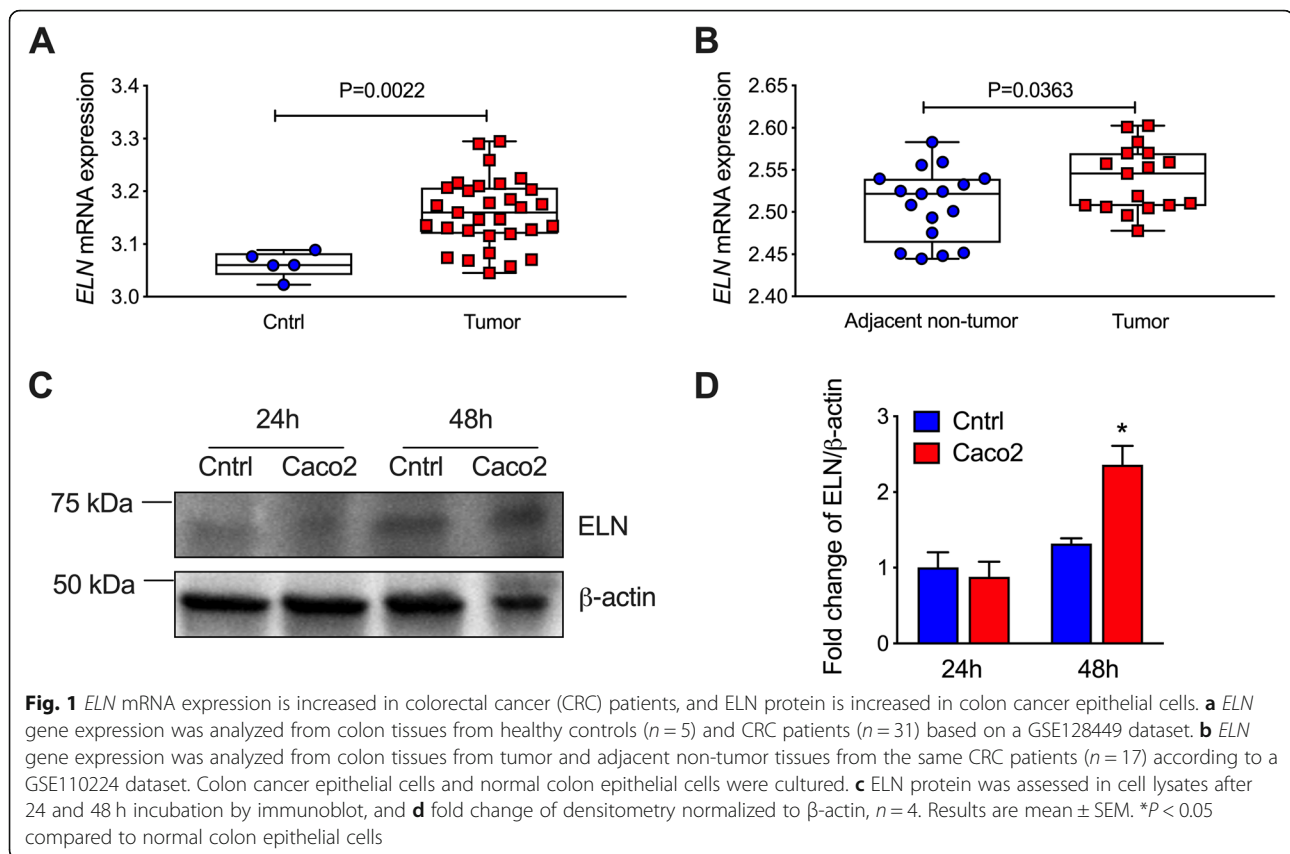 A
P=0.0022
ELN mRNA expression
3.4
3.3
3.2
3.1
3.0
Cntrl
Tumor
B
P=0.0363
ELN mRNA expression
2.65
2.60
2.55
2.50
2.45
2.40
Adjacent non-tumor
Tumor
C
24h
48h
Cntrl
Caco2
Cntrl
Caco2
75 kDa
ELN
50 kDa
β-actin
D
Fold change of ELN/β-actin
3
2
1
0
Cntrl
Caco2
*
24h
48h
Fig. 1 ELN mRNA expression is increased in colorectal cancer (CRC) patients, and ELN protein is increased in colon cancer epithelial cells. a ELN
gene expression was analyzed from colon tissues from healthy controls (n = 5) and CRC patients (n = 31) based on a GSE128449 dataset. b ELN
gene expression was analyzed from colon tissues from tumor and adjacent non-tumor tissues from the same CRC patients (n = 17) according to a
GSE110224 dataset. Colon cancer epithelial cells and normal colon epithelial cells were cultured. c ELN protein was assessed in cell lysates after
24 and 48 h incubation by immunoblot, and d fold change of densitometry normalized to β-actin, n = 4. Results are mean ± SEM. *P < 0.05
compared to normal colon epithelial cells